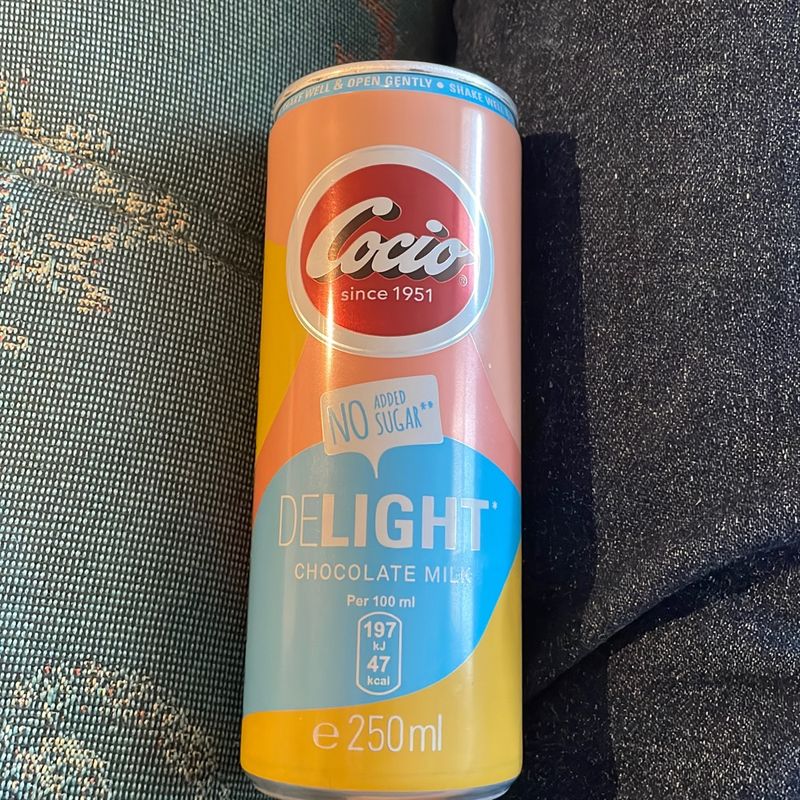 SHAKE WELL & OPEN GENTLY • SHAKE WELL
Cocio®
since 1951
NO ADDED
SUGAR**
DELIGHT*
CHOCOLATE MILK
Per 100 ml
197
kJ
47
kcal
e 250ml